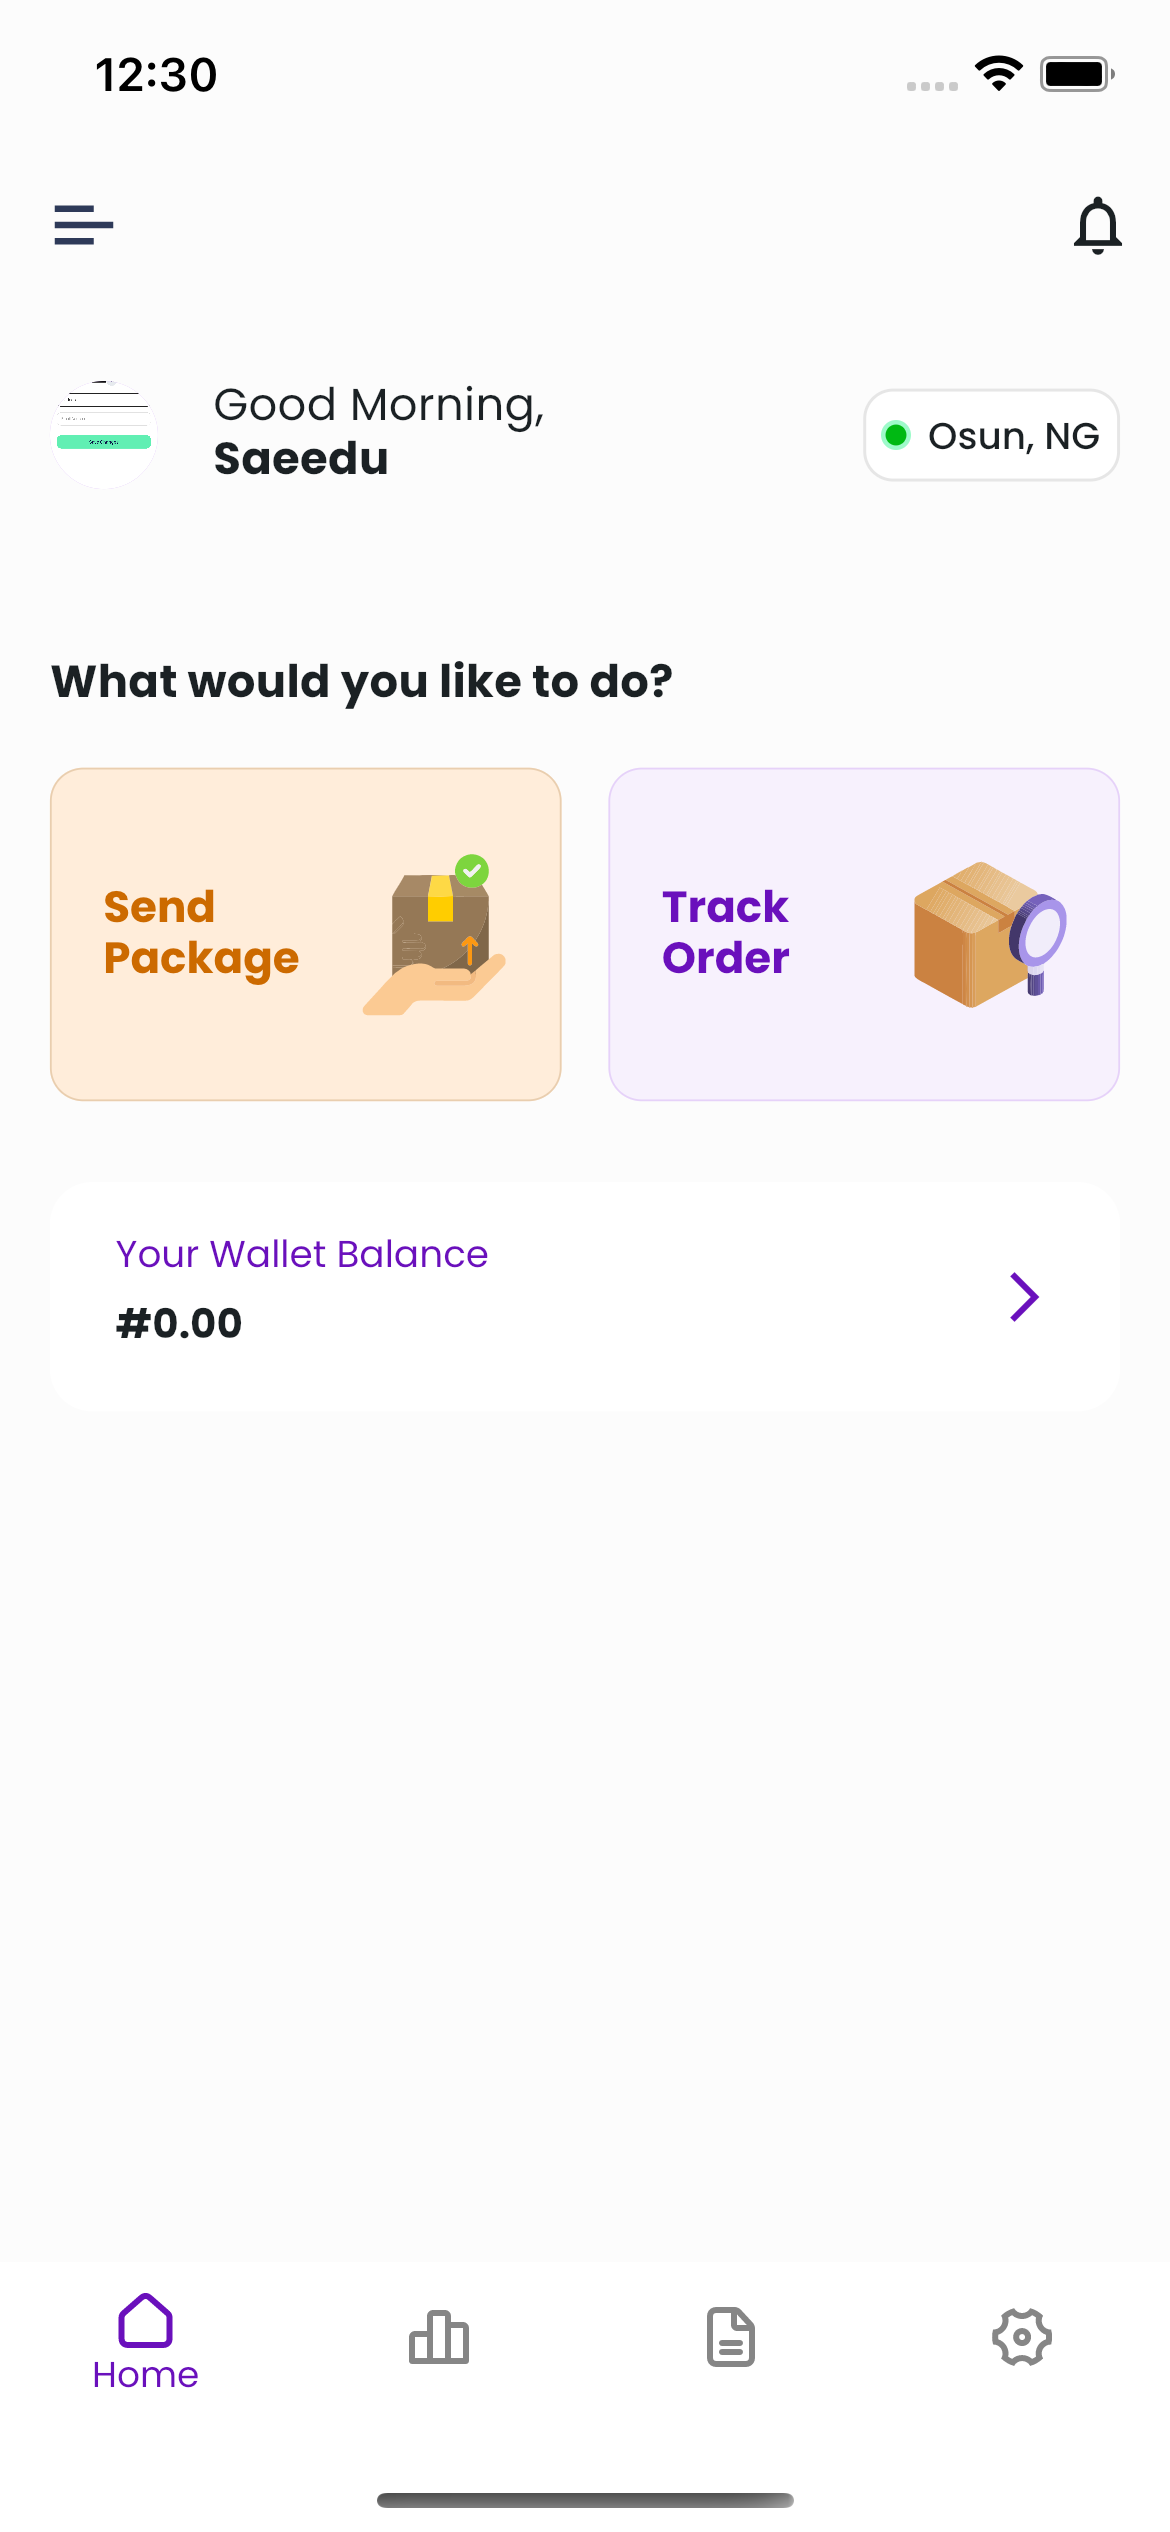 12:30
Good Morning,
Saeedu
Osun, NG
What would you like to do?
Send
Package
Track
Order
Your Wallet Balance
#0.00
Home